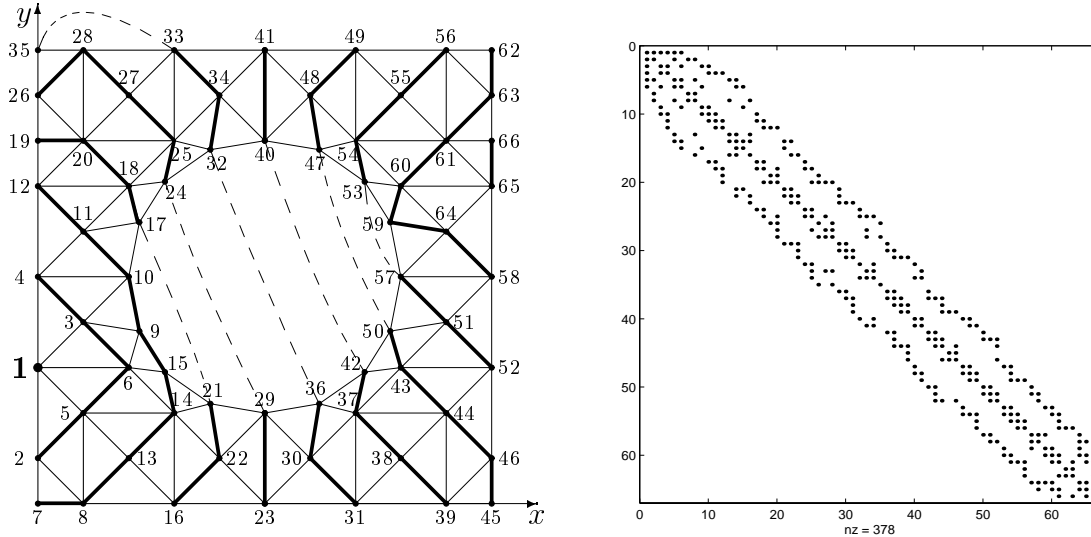 y
28 33 41 49 56
35 62
27 34 48 55
26 63
19 66
20 25 32 40 47 54 61
18 60
12 24 53 65
11 17 59 64
4 10 57 58
3 9 50 51
1 6 15 42 43 52
21 29 36
5 14 37 44
2 13 22 30 38 46
x
7 8 16 23 31 39 45
0
10
20
30
40
50
60
0 10 20 30 40 50 60
nz = 378